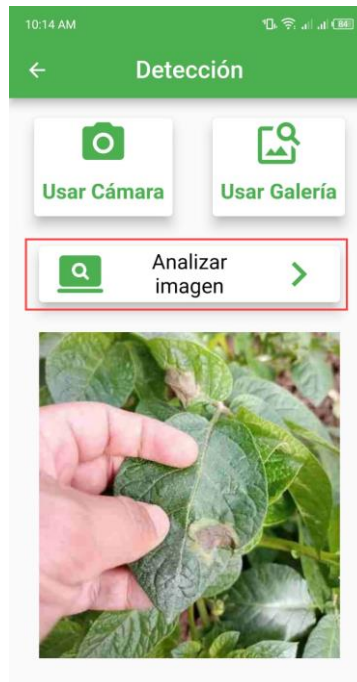 10:14 AM
84
Detección
Usar Cámara
Usar Galería
Analizar
imagen